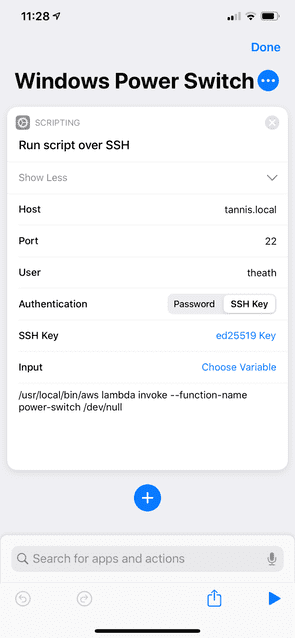 11:28
Done
Windows Power Switch
SCRIPTING
Run script over SSH
Show Less
Host tannis.local
Port 22
User theath
Authentication Password SSH Key
SSH Key ed25519 Key
Input Choose Variable
/usr/local/bin/aws lambda invoke --function-name
power-switch /dev/null
Search for apps and actions